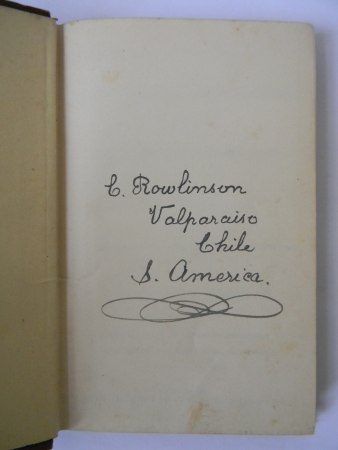 C. Rowlinson
Valparaiso
Chile
S. America.